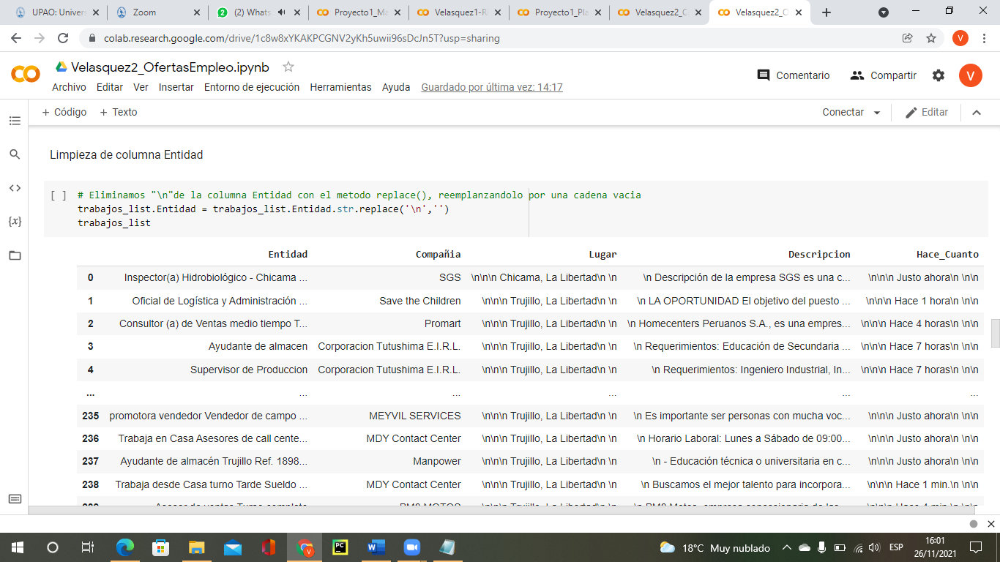 UPAO: Univers
Zoom
(2) Whats
Proyecto1_Ma
Velasquez1-R
Proyecto1_Pla
Velasquez2_C
Velasquez2_O
colab.research.google.com/drive/1c8w8xYKAKPCGNV2yKh5uwii96sDcJn5T?usp=sharing
V
CO
Velasquez2_OfertasEmpleo.ipynb
Comentario
Compartir
V
Archivo Editar Ver Insertar Entorno de ejecución Herramientas Ayuda Guardado por última vez: 14:17
+ Código + Texto
Conectar
Editar
Limpieza de columna Entidad
[ ] # Eliminamos "\n"de la columna Entidad con el metodo replace(), reemplanzandolo por una cadena vacia
trabajos_list.Entidad = trabajos_list.Entidad.str.replace('\n','')
trabajos_list
Entidad Compañia Lugar Descripcion Hace_Cuanto
0 Inspector(a) Hidrobiológico - Chicama ... SGS \n\n\n Chicama, La Libertad\n \n \n Descripción de la empresa SGS es una c... \n\n\n Justo ahora\n \n\n
1 Oficial de Logística y Administración ... Save the Children \n\n\n Trujillo, La Libertad\n \n \n LA OPORTUNIDAD El objetivo del puesto ... \n\n\n Hace 1 hora\n \n\n
2 Consultor (a) de Ventas medio tiempo T... Promart \n\n\n Trujillo, La Libertad\n \n \n Homecenters Peruanos S.A., es una empres... \n\n\n Hace 4 horas\n \n\n
3 Ayudante de almacen Corporacion Tutushima E.I.R.L. \n\n\n Trujillo, La Libertad\n \n \n Requerimientos: Educación de Secundaria ... \n\n\n Hace 7 horas\n \n\n
4 Supervisor de Produccion Corporacion Tutushima E.I.R.L. \n\n\n Trujillo, La Libertad\n \n \n Requerimientos: Ingeniero Industrial, In... \n\n\n Hace 7 horas\n \n\n
... ... ... ... ... ...
235 promotora vendedor Vendedor de campo ... MEYVIL SERVICES \n\n\n Trujillo, La Libertad\n \n \n Es importante ser personas con mucha voc... \n\n\n Justo ahora\n \n\n
236 Trabaja en Casa Asesores de call cente... MDY Contact Center \n\n\n Trujillo, La Libertad\n \n \n Horario Laboral: Lunes a Sábado de 09:00... \n\n\n Justo ahora\n \n\n
237 Ayudante de almacén Trujillo Ref. 1898... Manpower \n\n\n Trujillo, La Libertad\n \n \n - Educación técnica o universitaria en c... \n\n\n Justo ahora\n \n\n
238 Trabaja desde Casa turno Tarde Sueldo ... MDY Contact Center \n\n\n Trujillo, La Libertad\n \n \n Buscamos el mejor talento para incorpora... \n\n\n Hace 1 min.\n \n\n
18°C Muy nublado
ESP
16:01
26/11/2021